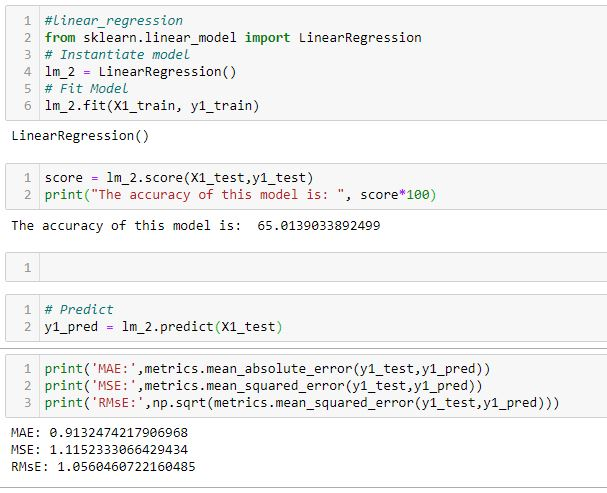 1 #linear_regression
2 from sklearn.linear_model import LinearRegression
3 # Instantiate model
4 lm_2 = LinearRegression()
5 # Fit Model
6 lm_2.fit(X1_train, y1_train)
LinearRegression()
1 score = lm_2.score(X1_test,y1_test)
2 print("The accuracy of this model is: ", score*100)
The accuracy of this model is:  65.0139033892499
1
1 # Predict
2 y1_pred = lm_2.predict(X1_test)
1 print('MAE:',metrics.mean_absolute_error(y1_test,y1_pred))
2 print('MSE:',metrics.mean_squared_error(y1_test,y1_pred))
3 print('RMsE:',np.sqrt(metrics.mean_squared_error(y1_test,y1_pred)))
MAE: 0.9132474217906968
MSE: 1.1152333066429434
RMsE: 1.0560460722160485